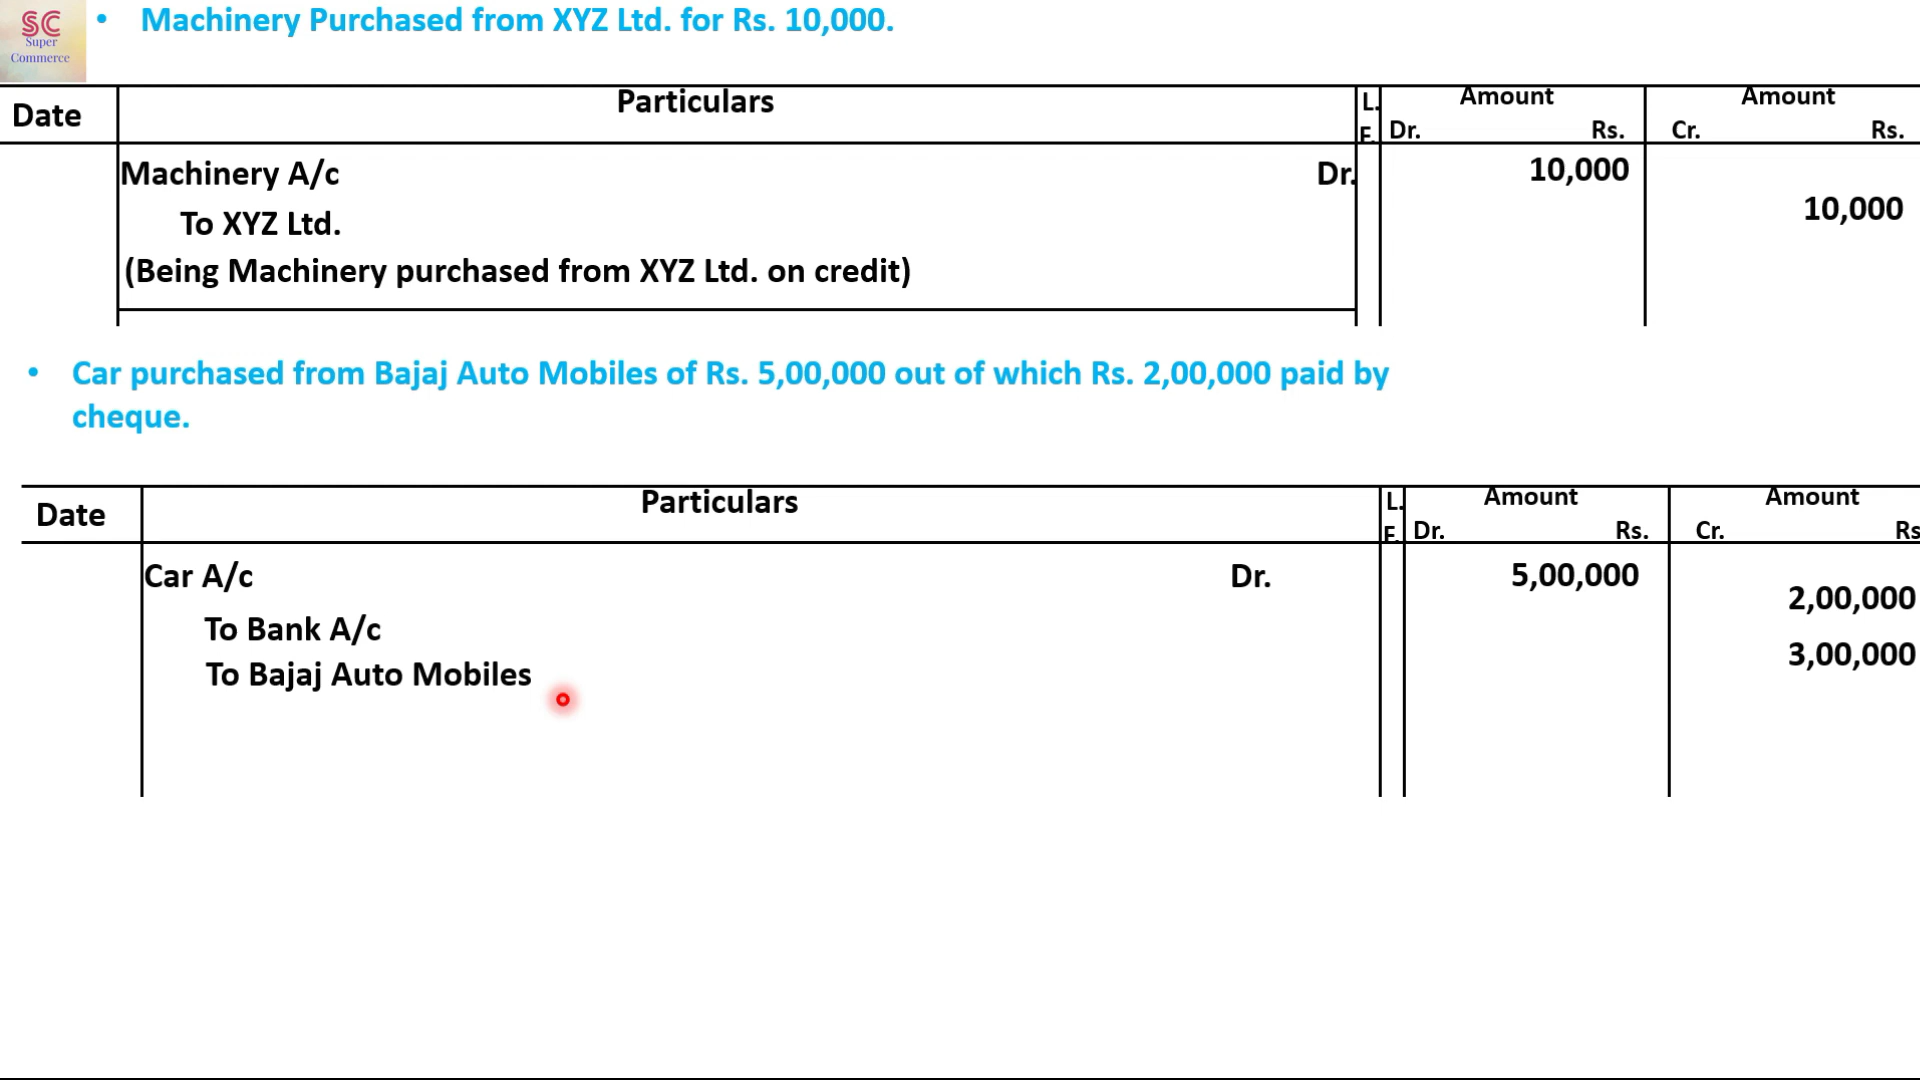 SC
Super
Commerce
• Machinery Purchased from XYZ Ltd. for Rs. 10,000.
Date Particulars L. F. Amount Dr. Rs. Amount Cr. Rs.
Machinery A/c Dr. 10,000
To XYZ Ltd. 10,000
(Being Machinery purchased from XYZ Ltd. on credit)
• Car purchased from Bajaj Auto Mobiles of Rs. 5,00,000 out of which Rs. 2,00,000 paid by
cheque.
Date Particulars L. F. Amount Dr. Rs. Amount Cr. Rs
Car A/c Dr. 5,00,000
To Bank A/c 2,00,000
To Bajaj Auto Mobiles 3,00,000